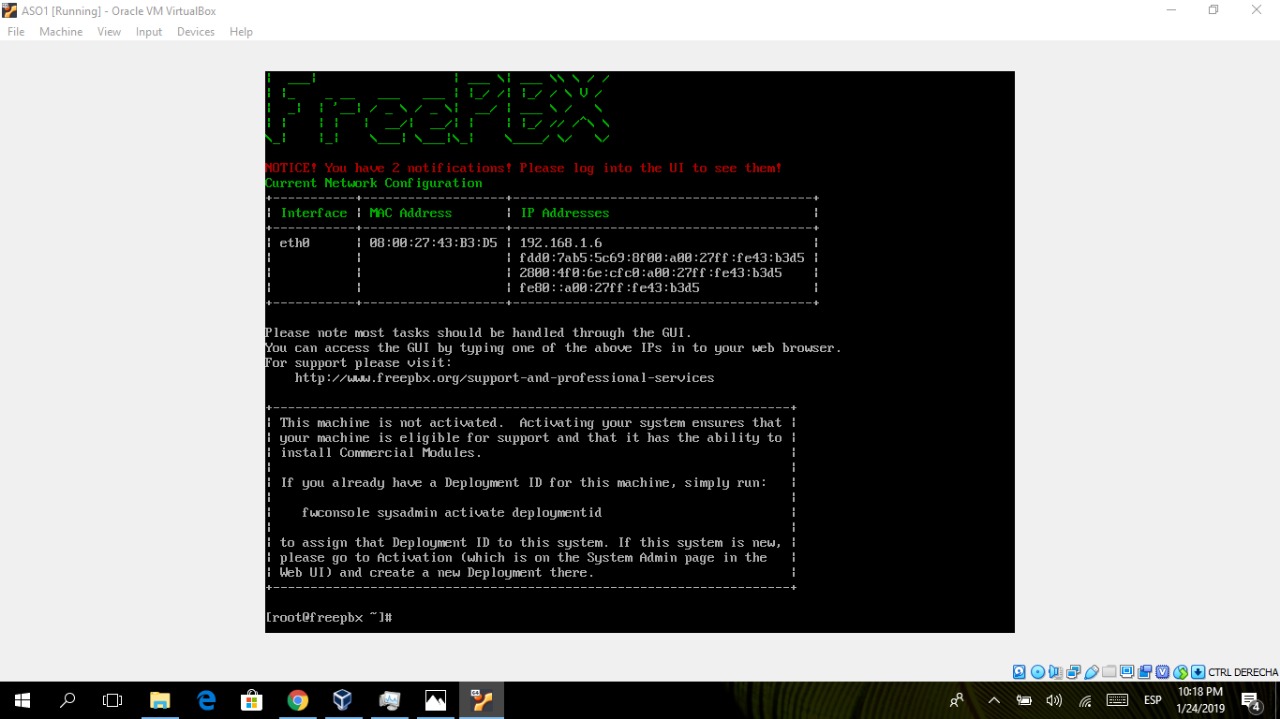 ASO1 [Running] - Oracle VM VirtualBox
File Machine View Input Devices Help
FreePBX
NOTICE! You have 2 notifications! Please log into the UI to see them!
Current Network Configuration
Interface | MAC Address | IP Addresses
eth0 | 08:00:27:43:B3:D5 | 192.168.1.6
fdd0:7ab5:5c69:8f00:a00:27ff:fe43:b3d5
2800:4f0:6e:cfc0:a00:27ff:fe43:b3d5
fe80::a00:27ff:fe43:b3d5
Please note most tasks should be handled through the GUI.
You can access the GUI by typing one of the above IPs in to your web browser.
For support please visit:
http://www.freepbx.org/support-and-professional-services
This machine is not activated.  Activating your system ensures that
your machine is eligible for support and that it has the ability to
install Commercial Modules.
If you already have a Deployment ID for this machine, simply run:
fwconsole sysadmin activate deploymentid
to assign that Deployment ID to this system. If this system is new,
please go to Activation (which is on the System Admin page in the
Web UI) and create a new Deployment there.
[root@freepbx ~]#
CTRL DERECHA
ESP
10:18 PM
1/24/2019
4